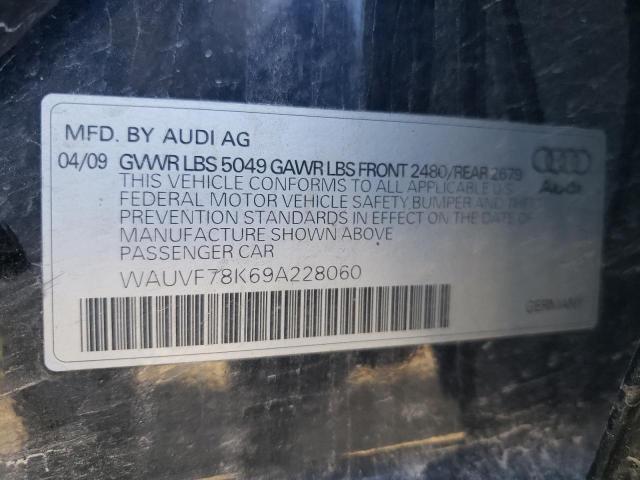 MFD. BY AUDI AG
04/09 GVWR LBS 5049 GAWR LBS FRONT 2480/REAR 2679
THIS VEHICLE CONFORMS TO ALL APPLICABLE U.S.
FEDERAL MOTOR VEHICLE SAFETY BUMPER AND THEFT
PREVENTION STANDARDS IN EFFECT ON THE DATE OF
MANUFACTURE SHOWN ABOVE
PASSENGER CAR
WAUVF78K69A228060
Audi
GERMANY